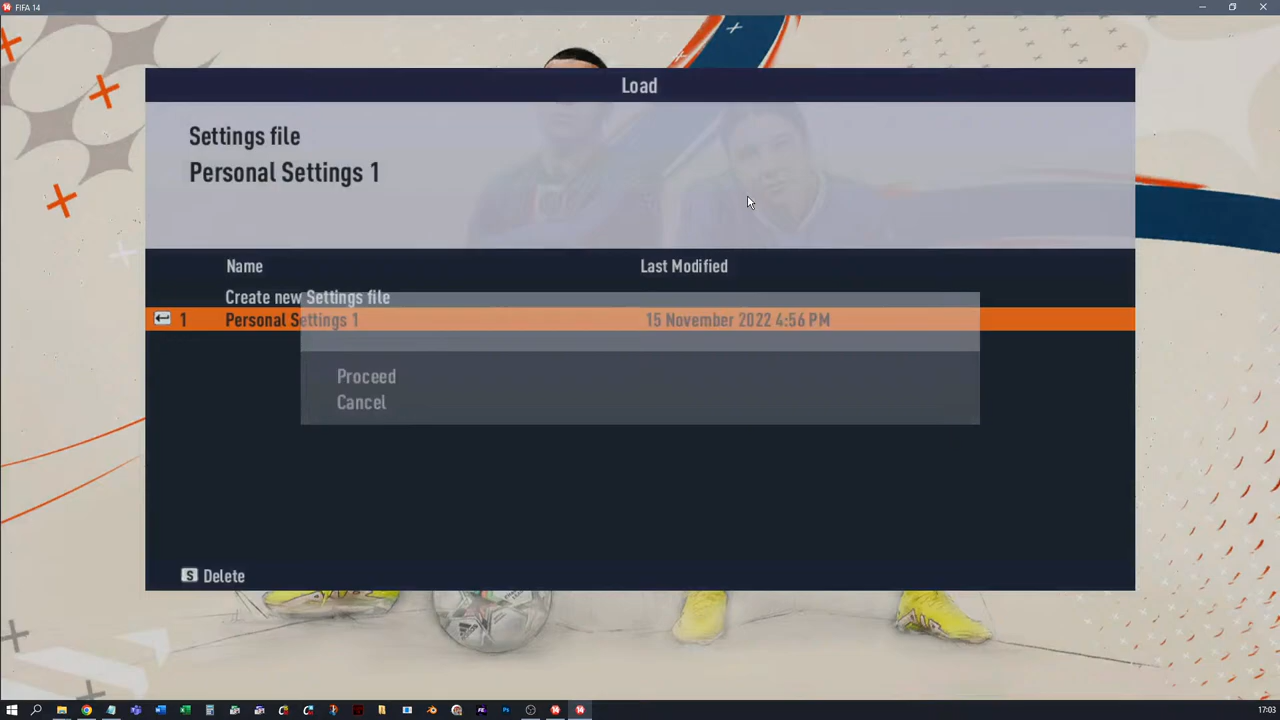 FIFA 14
Load
Settings file
Personal Settings 1
Name Last Modified
Create new Settings file
1 Personal Settings 1 15 November 2022 4:56 PM
Proceed
Cancel
S Delete
17:03